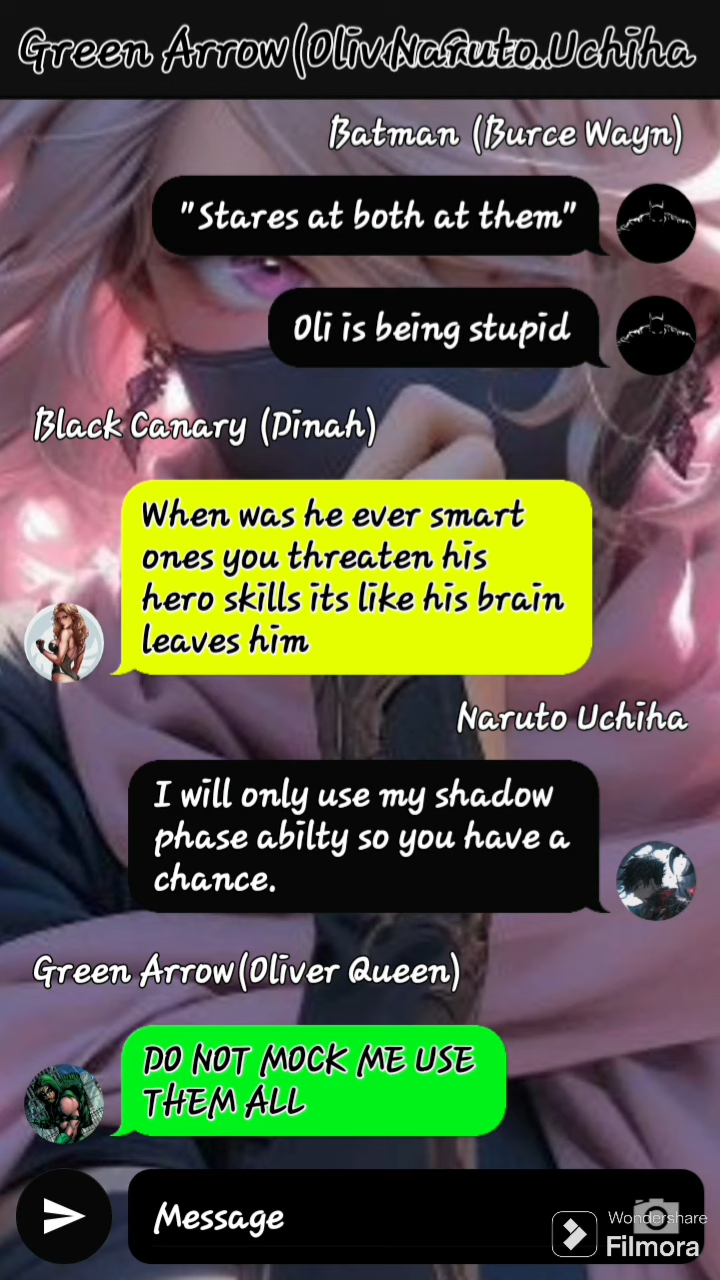 Green Arrow(Oliv Naruto Uchiha
Batman (Burce Wayn)
"Stares at both at them"
Oli is being stupid
Black Canary (Dinah)
When was he ever smart
ones you threaten his
hero skills its like his brain
leaves him
Naruto Uchiha
I will only use my shadow
phase abilty so you have a
chance.
Green Arrow(Oliver Queen)
DO NOT MOCK ME USE
THEM ALL
Message
Wondershare
Filmora